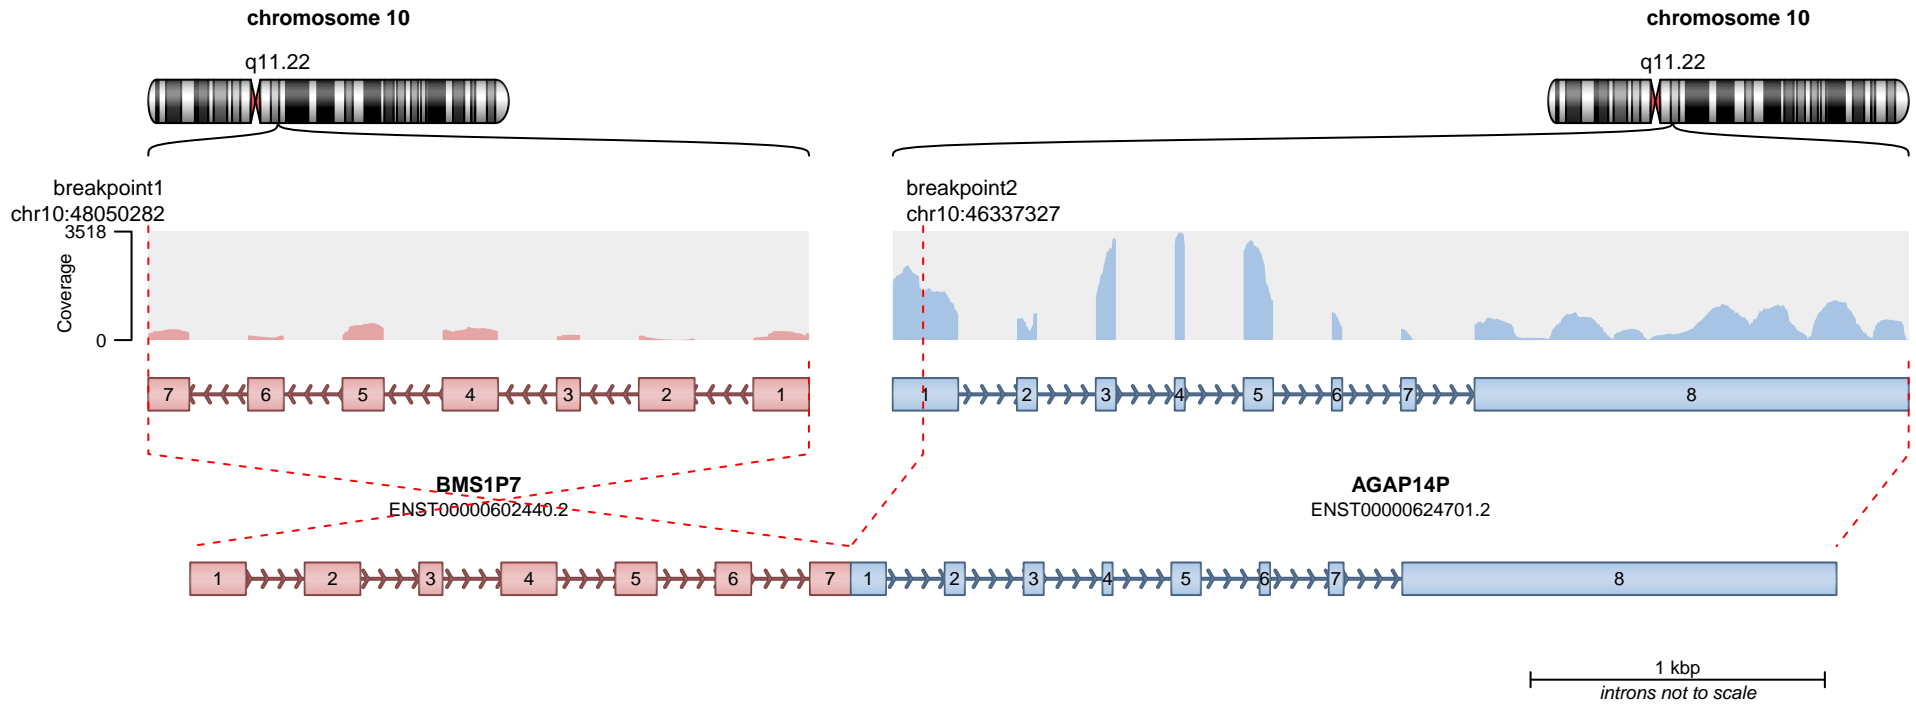 chromosome 10
chromosome 10
q11.22
q11.22
breakpoint1
chr10:48050282
breakpoint2
chr10:46337327
3518
Coverage
0
7 6 5 4 3 2 1
1 2 3 4 5 6 7 8
BMS1P7
ENST00000602440.2
AGAP14P
ENST00000624701.2
1 2 3 4 5 6 7 1 2 3 4 5 6 7 8
1 kbp
introns not to scale